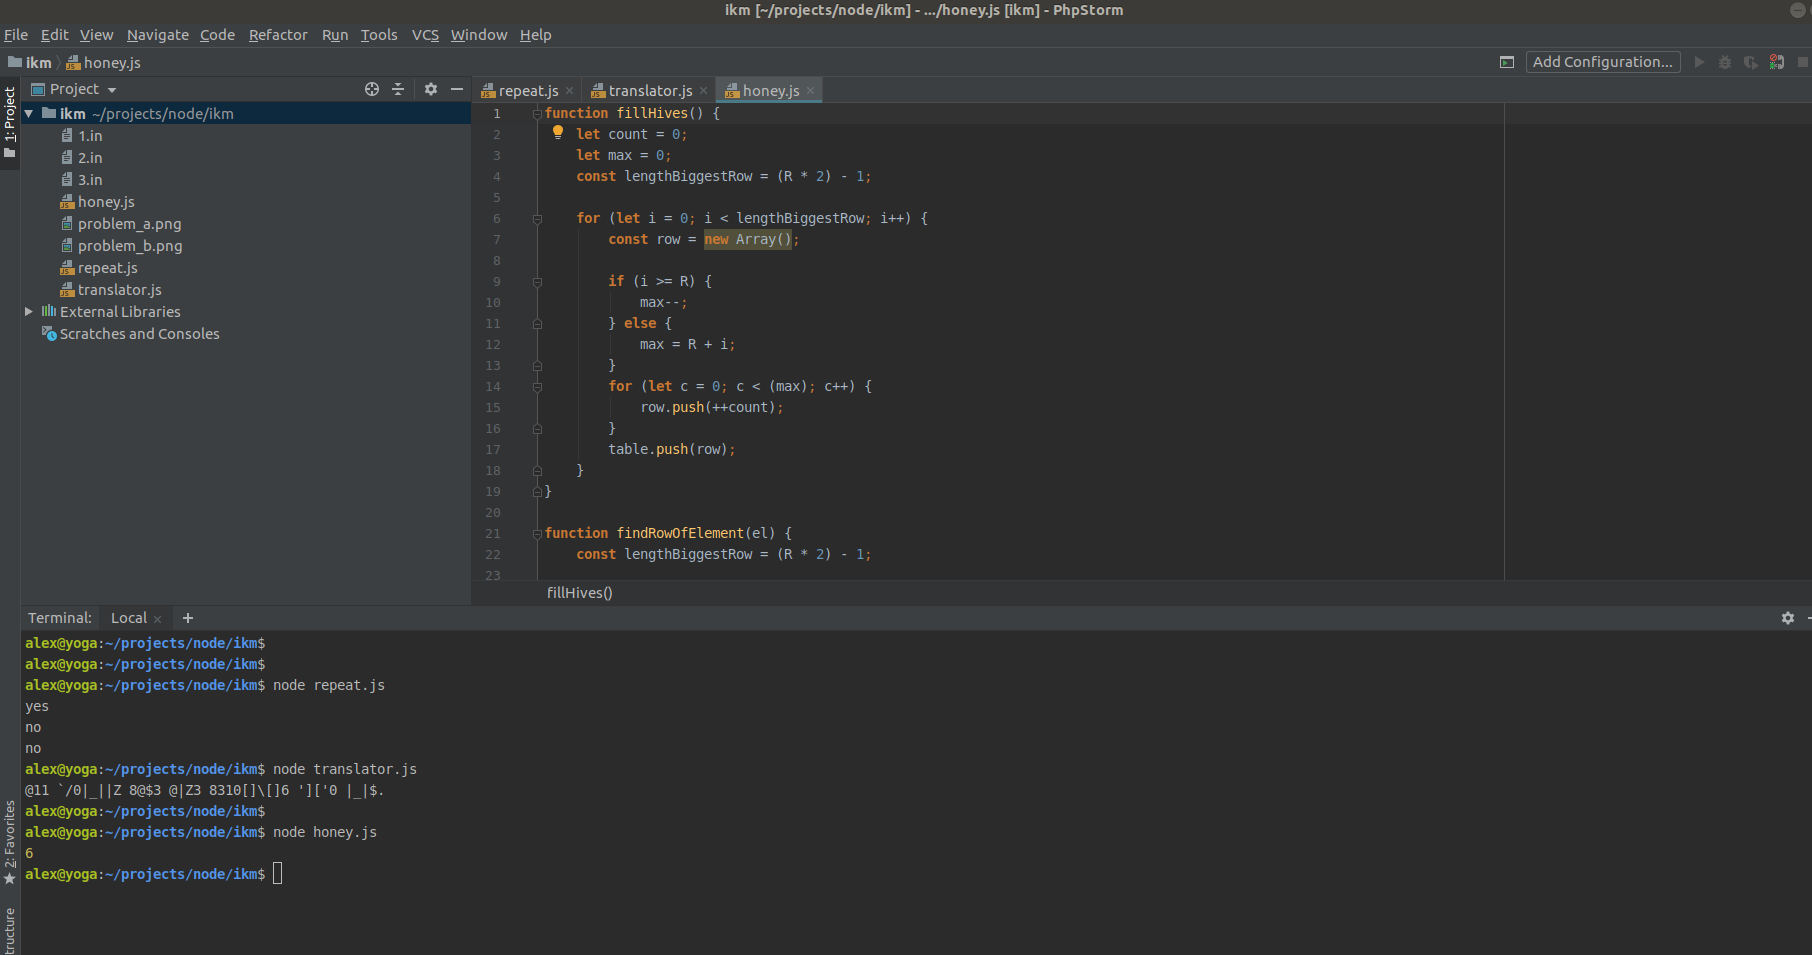 ikm [~/projects/node/ikm] - .../honey.js [ikm] - PhpStorm
File Edit View Navigate Code Refactor Run Tools VCS Window Help
ikm honey.js Add Configuration...
1: Project
Project
ikm ~/projects/node/ikm
1.in
2.in
3.in
honey.js
problem_a.png
problem_b.png
repeat.js
translator.js
External Libraries
Scratches and Consoles
repeat.js translator.js honey.js
1 function fillHives() {
2 let count = 0;
3 let max = 0;
4 const lengthBiggestRow = (R * 2) - 1;
5
6 for (let i = 0; i < lengthBiggestRow; i++) {
7 const row = new Array();
8
9 if (i >= R) {
10 max--;
11 } else {
12 max = R + i;
13 }
14 for (let c = 0; c < (max); c++) {
15 row.push(++count);
16 }
17 table.push(row);
18 }
19 }
20
21 function findRowOfElement(el) {
22 const lengthBiggestRow = (R * 2) - 1;
23
fillHives()
Terminal: Local +
alex@yoga:~/projects/node/ikm$
alex@yoga:~/projects/node/ikm$
alex@yoga:~/projects/node/ikm$ node repeat.js
yes
no
no
alex@yoga:~/projects/node/ikm$ node translator.js
@11 `/0|_||Z 8@$3 @|Z3 8310[]\[]6 ']['0 |_|$.
alex@yoga:~/projects/node/ikm$
alex@yoga:~/projects/node/ikm$ node honey.js
6
alex@yoga:~/projects/node/ikm$
2: Favorites
tructure